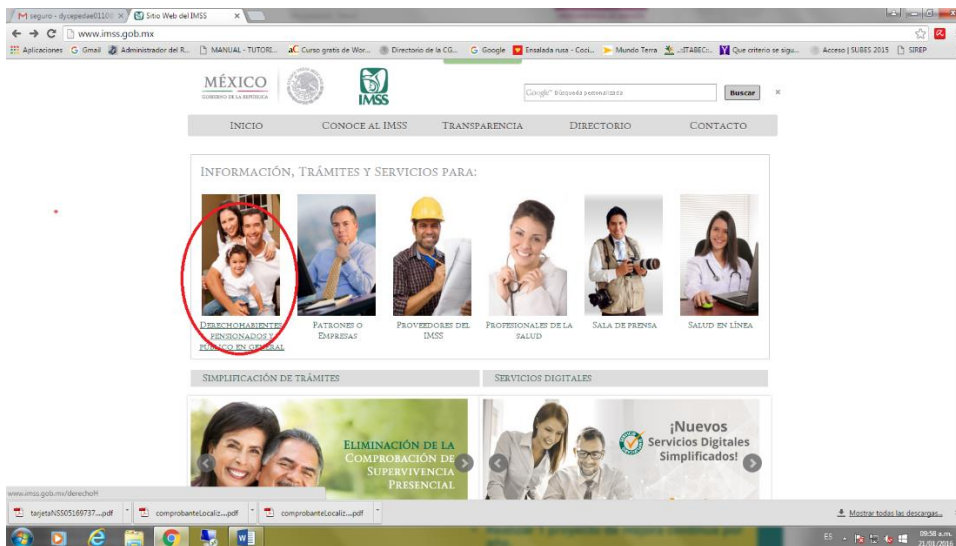 seguro - dycepedae01101
Sitio Web del IMSS
www.imss.gob.mx
Aplicaciones
Gmail
Administrador del R...
MANUAL - TUTORI...
Curso gratis de Wor...
Directorio de la CG...
Google
Ensalada rusa - Coci...
Mundo Terra
..::ITABEC::..
Que criterio se sigu...
Acceso | SUBES 2015
SIREP
MÉXICO
GOBIERNO DE LA REPÚBLICA
IMSS
Google™ Búsqueda personalizada
Buscar
INICIO
CONOCE AL IMSS
TRANSPARENCIA
DIRECTORIO
CONTACTO
INFORMACIÓN, TRÁMITES Y SERVICIOS PARA:
DERECHOHABIENTES,
PENSIONADOS Y
PÚBLICO EN GENERAL
PATRONES O
EMPRESAS
PROVEEDORES DEL
IMSS
PROFESIONALES DE LA
SALUD
SALA DE PRENSA
SALUD EN LÍNEA
SIMPLIFICACIÓN DE TRÁMITES
SERVICIOS DIGITALES
ELIMINACIÓN DE LA
COMPROBACIÓN DE
SUPERVIVENCIA
PRESENCIAL
¡Nuevos
Servicios Digitales
Simplificados!
www.imss.gob.mx/derechoH
tarjetaNSS05169737....pdf
comprobanteLocaliz....pdf
comprobanteLocaliz....pdf
Mostrar todas las descargas...
ES
09:58 a.m.
21/01/2016